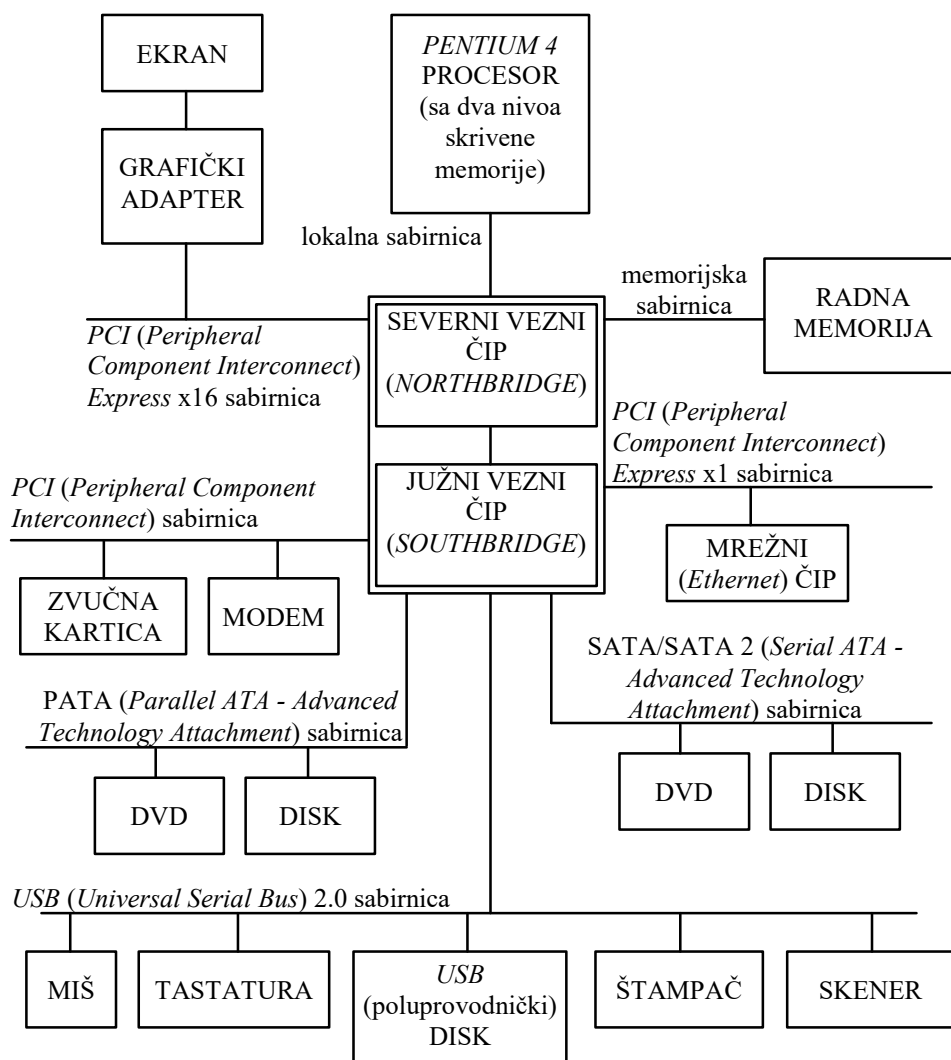 EKRAN
GRAFIČKI
ADAPTER
PENTIUM 4
PROCESOR
(sa dva nivoa
skrivene
memorije)
lokalna sabirnica
memorijska
sabirnica
RADNA
MEMORIJA
PCI (Peripheral
Component Interconnect)
Express x16 sabirnica
SEVERNI VEZNI
ČIP
(NORTHBRIDGE)
PCI (Peripheral
Component Interconnect)
Express x1 sabirnica
PCI (Peripheral Component
Interconnect) sabirnica
JUŽNI VEZNI
ČIP
(SOUTHBRIDGE)
MREŽNI
(Ethernet) ČIP
ZVUČNA
KARTICA
MODEM
SATA/SATA 2 (Serial ATA -
Advanced Technology
Attachment) sabirnica
PATA (Parallel ATA - Advanced
Technology Attachment) sabirnica
DVD
DISK
DVD
DISK
USB (Universal Serial Bus) 2.0 sabirnica
MIŠ
TASTATURA
USB
(poluprovodnički)
DISK
ŠTAMPAČ
SKENER